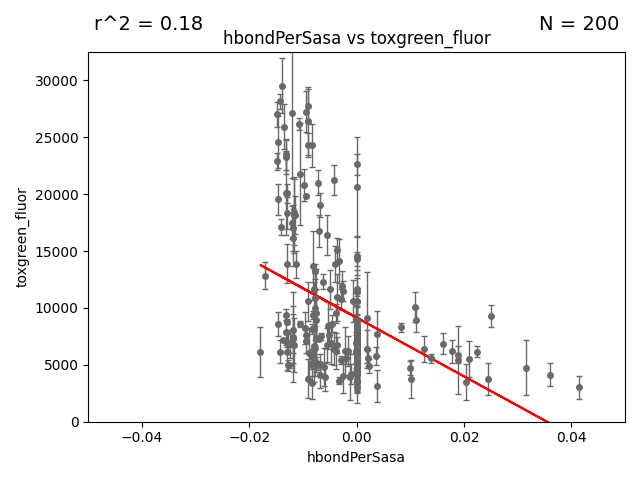 r^2 = 0.18
N = 200
hbondPerSasa vs toxgreen_fluor
30000
25000
20000
15000
10000
5000
0
toxgreen_fluor
−0.04
−0.02
0.00
0.02
0.04
hbondPerSasa